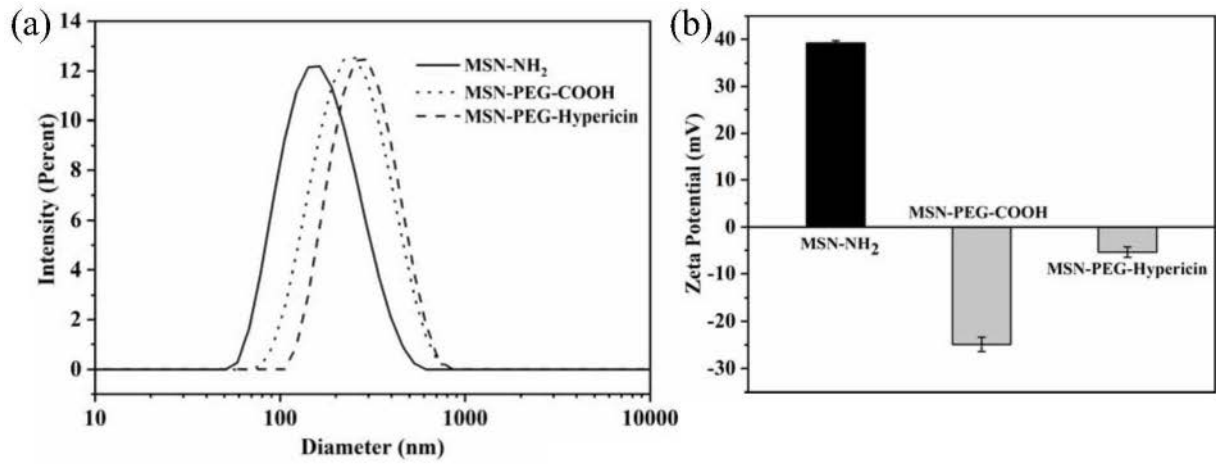 (a)
14
12
10
8
6
4
2
0
Intensity (Perent)
MSN-NH2
MSN-PEG-COOH
MSN-PEG-Hypericin
10
100
1000
10000
Diameter (nm)
(b)
40
30
20
10
0
-10
-20
-30
Zeta Potential (mV)
MSN-NH2
MSN-PEG-COOH
MSN-PEG-Hypericin